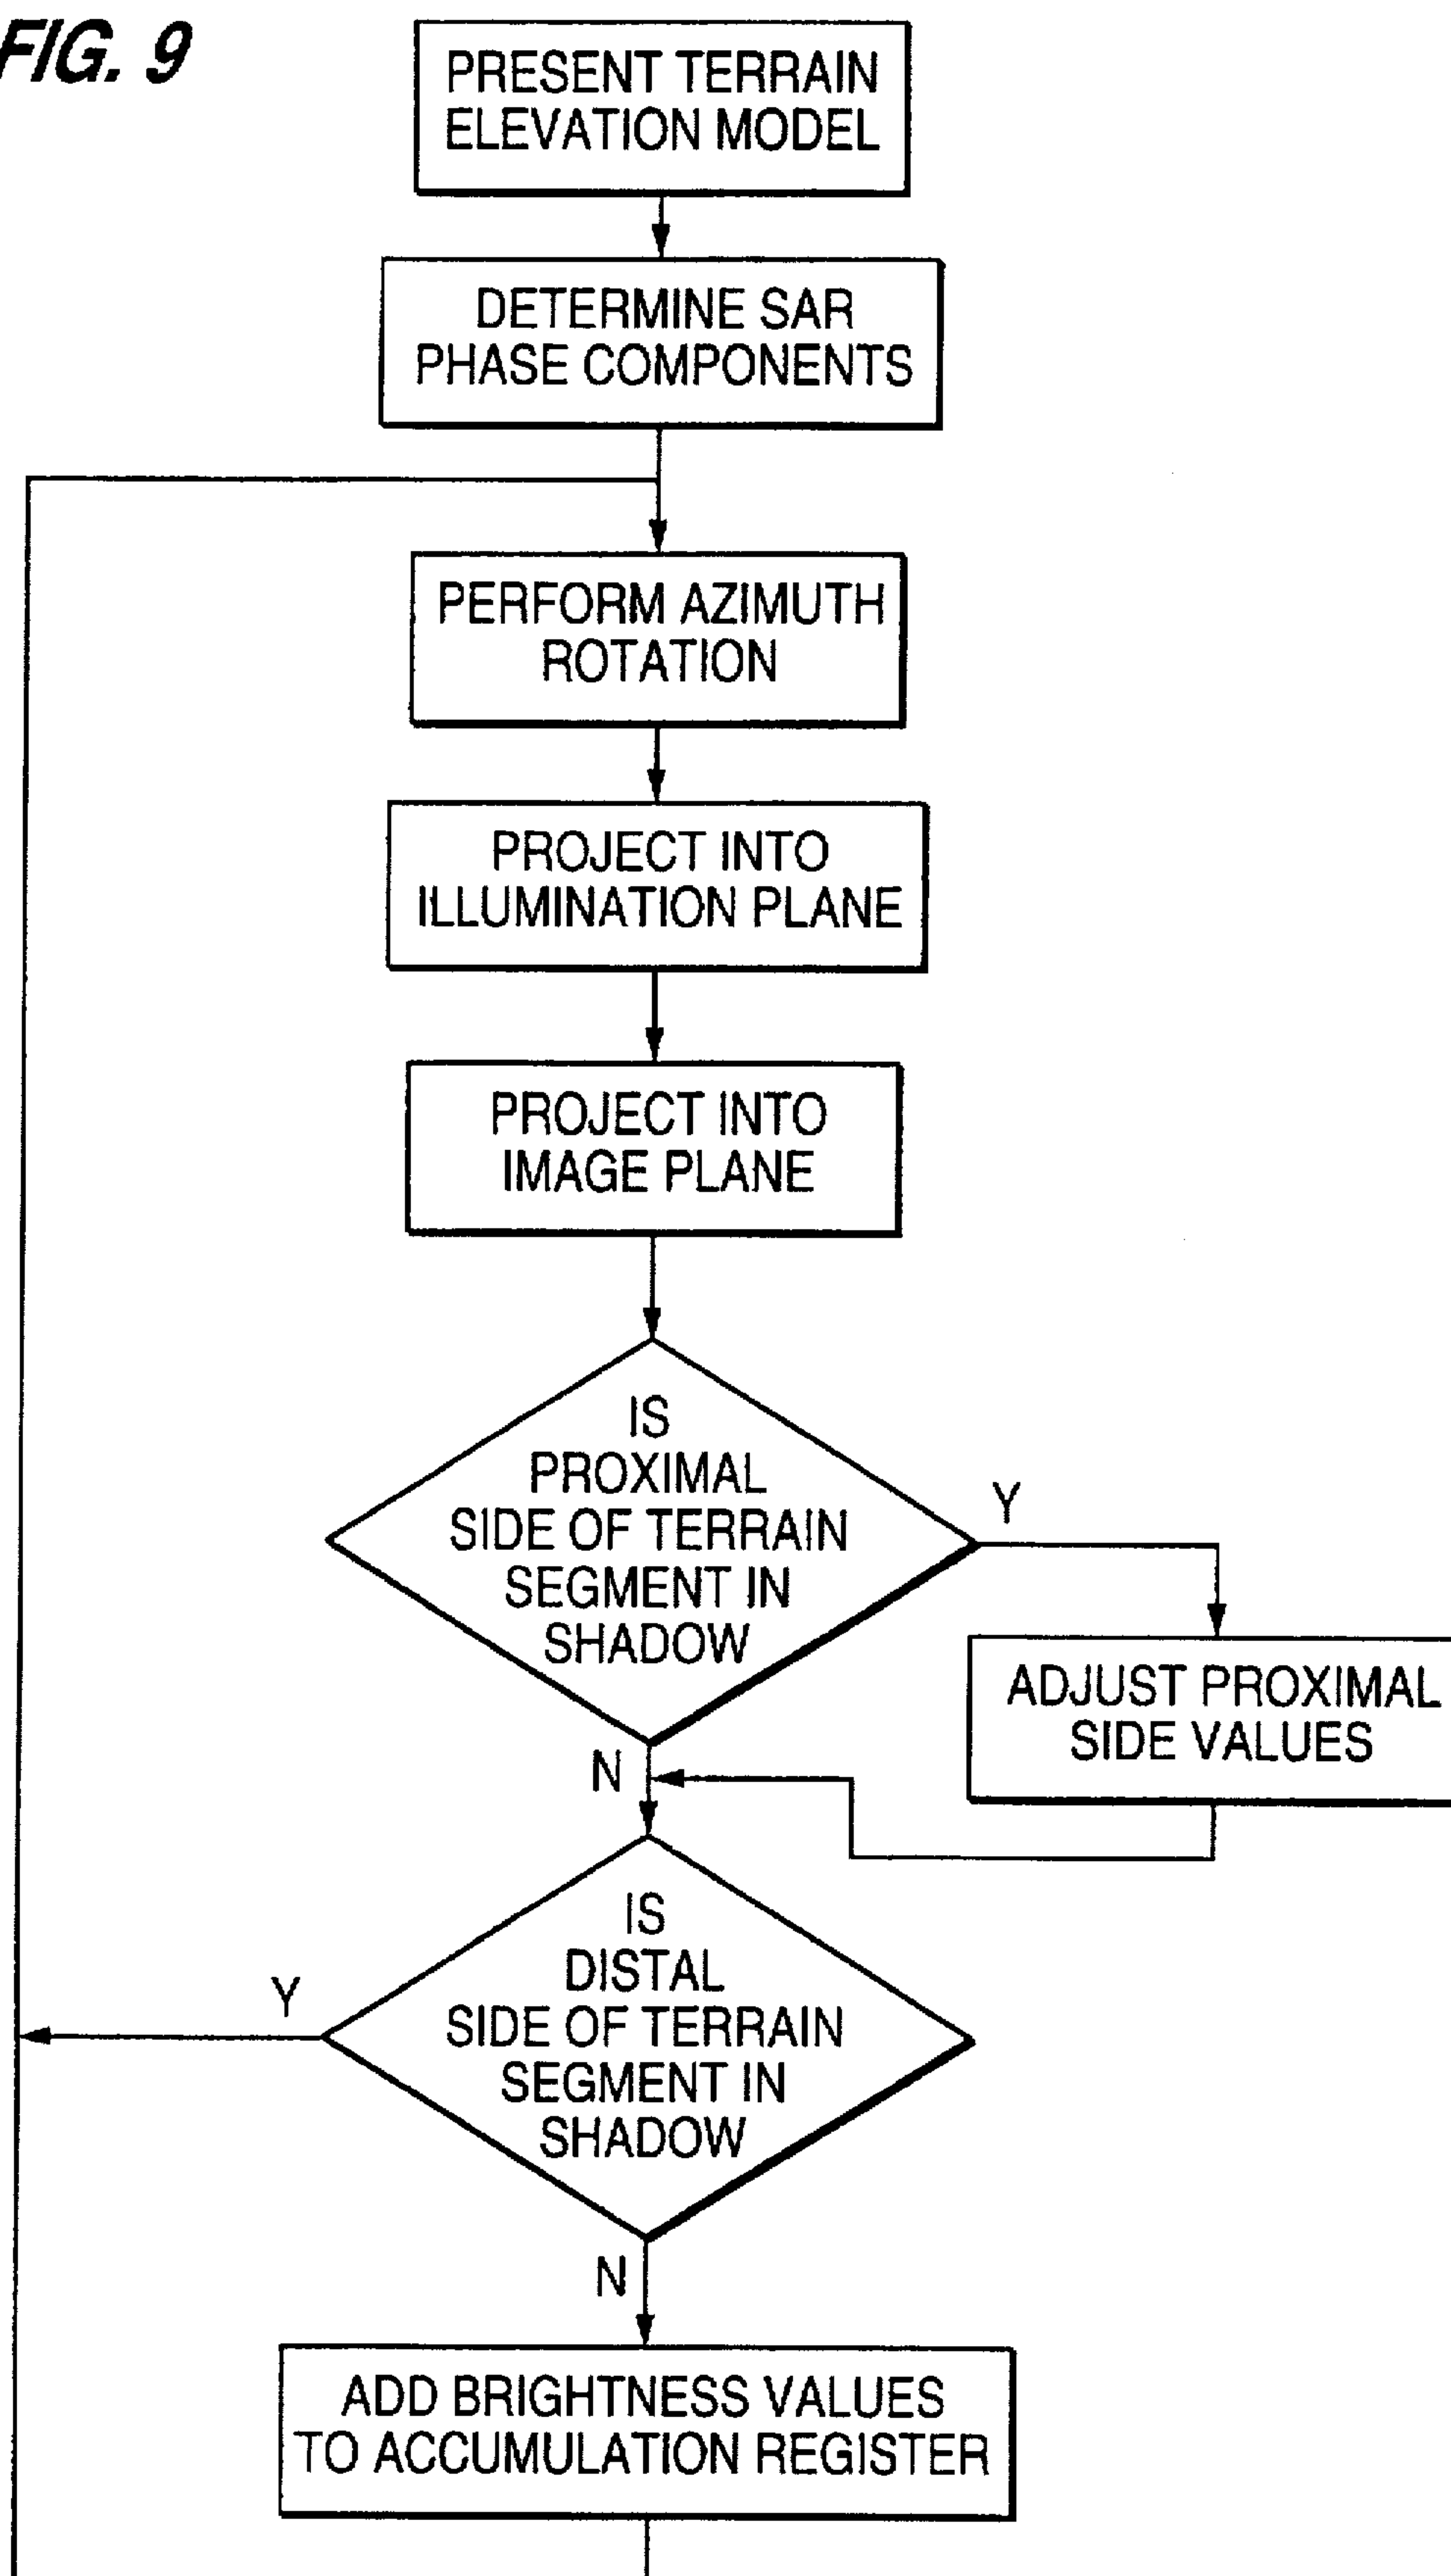 FIG. 9
PRESENT TERRAIN
ELEVATION MODEL
DETERMINE SAR
PHASE COMPONENTS
PERFORM AZIMUTH
ROTATION
PROJECT INTO
ILLUMINATION PLANE
PROJECT INTO
IMAGE PLANE
IS
PROXIMAL
SIDE OF TERRAIN
SEGMENT IN
SHADOW
Y
ADJUST PROXIMAL
SIDE VALUES
N
IS
DISTAL
SIDE OF TERRAIN
SEGMENT IN
SHADOW
Y
N
ADD BRIGHTNESS VALUES
TO ACCUMULATION REGISTER